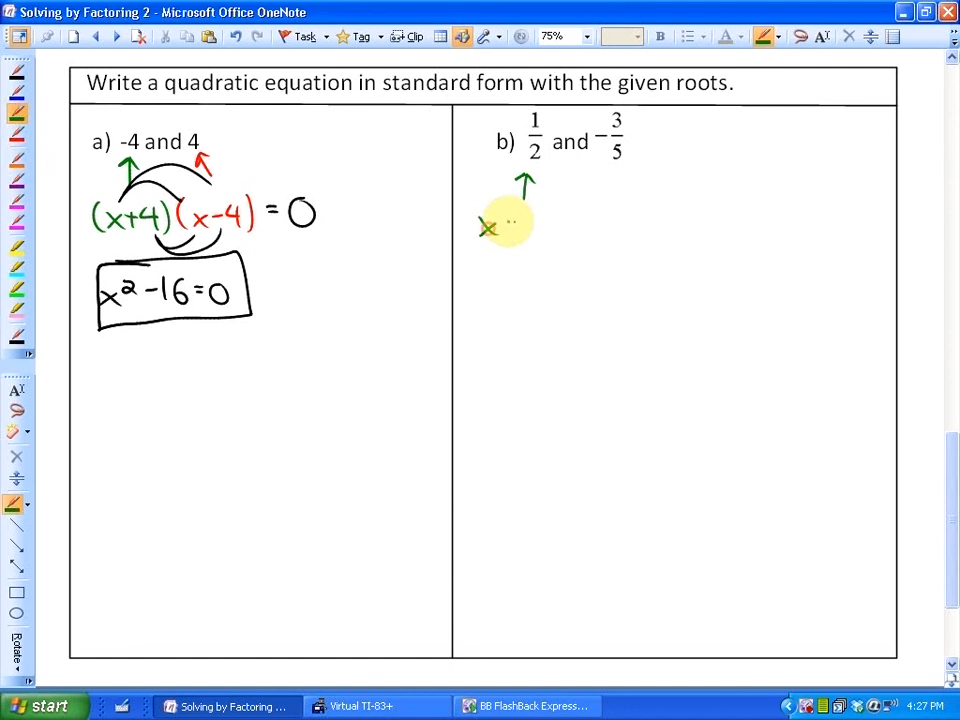 Solving by Factoring 2 - Microsoft Office OneNote
Task
Tag
Clip
75%
B
A
Write a quadratic equation in standard form with the given roots.
a) -4 and 4
(x+4)(x-4) = 0
x² -16=0
b) 1/2 and -3/5
x
Rotate
start
Solving by Factoring ...
Virtual TI-83+
BB FlashBack Express...
4:27 PM